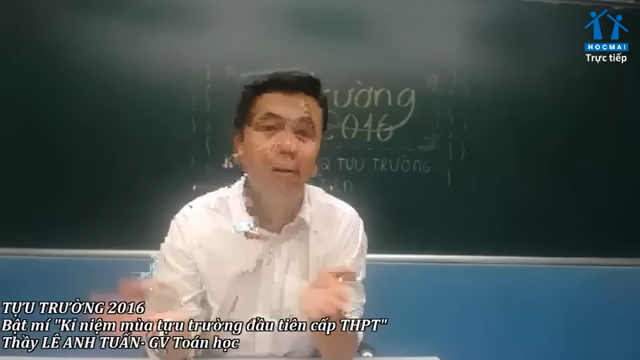 HOCMAI
Trực tiếp
rường
2016
TỰU TRƯỜNG
TỰU TRƯỜNG 2016
Bật mí "Kỉ niệm mùa tựu trường đầu tiên cấp THPT"
Thầy LÊ ANH TUẤN- GV Toán học